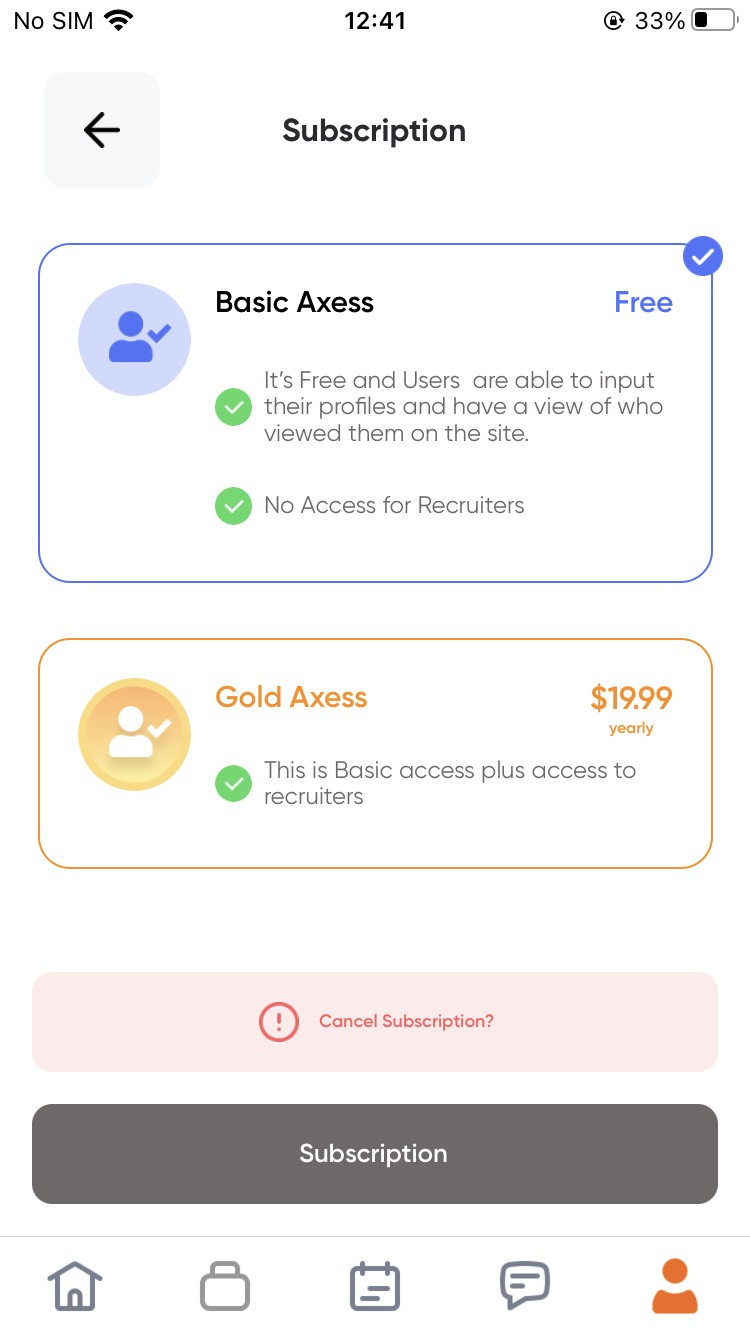 No SIM 12:41 33%
Subscription
Basic Axess Free
It’s Free and Users  are able to input
their profiles and have a view of who
viewed them on the site.
No Access for Recruiters
Gold Axess $19.99
yearly
This is Basic access plus access to
recruiters
Cancel Subscription?
Subscription